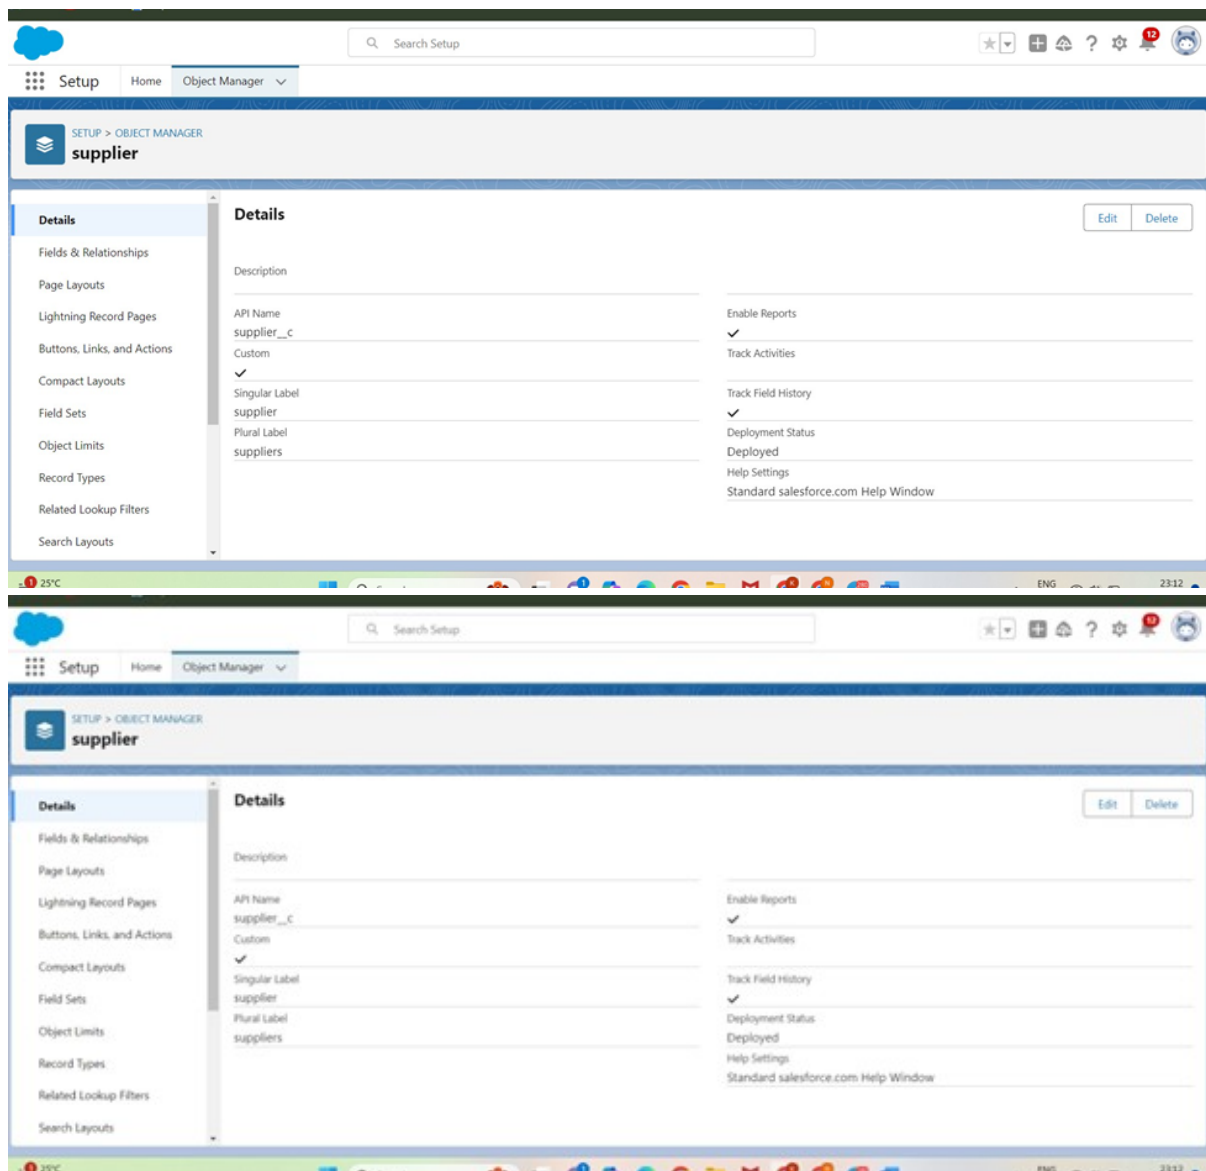 Search Setup
12
Setup Home Object Manager
SETUP > OBJECT MANAGER
supplier
Details
Fields & Relationships
Page Layouts
Lightning Record Pages
Buttons, Links, and Actions
Compact Layouts
Field Sets
Object Limits
Record Types
Related Lookup Filters
Search Layouts
Details
Edit Delete
Description
API Name
supplier__c
Custom
Singular Label
supplier
Plural Label
suppliers
Enable Reports
Track Activities
Track Field History
Deployment Status
Deployed
Help Settings
Standard salesforce.com Help Window
1 25°C
ENG
23:12
Search Setup
12
Setup Home Object Manager
SETUP > OBJECT MANAGER
supplier
Details
Fields & Relationships
Page Layouts
Lightning Record Pages
Buttons, Links, and Actions
Compact Layouts
Field Sets
Object Limits
Record Types
Related Lookup Filters
Search Layouts
Details
Edit Delete
Description
API Name
supplier__c
Custom
Singular Label
supplier
Plural Label
suppliers
Enable Reports
Track Activities
Track Field History
Deployment Status
Deployed
Help Settings
Standard salesforce.com Help Window